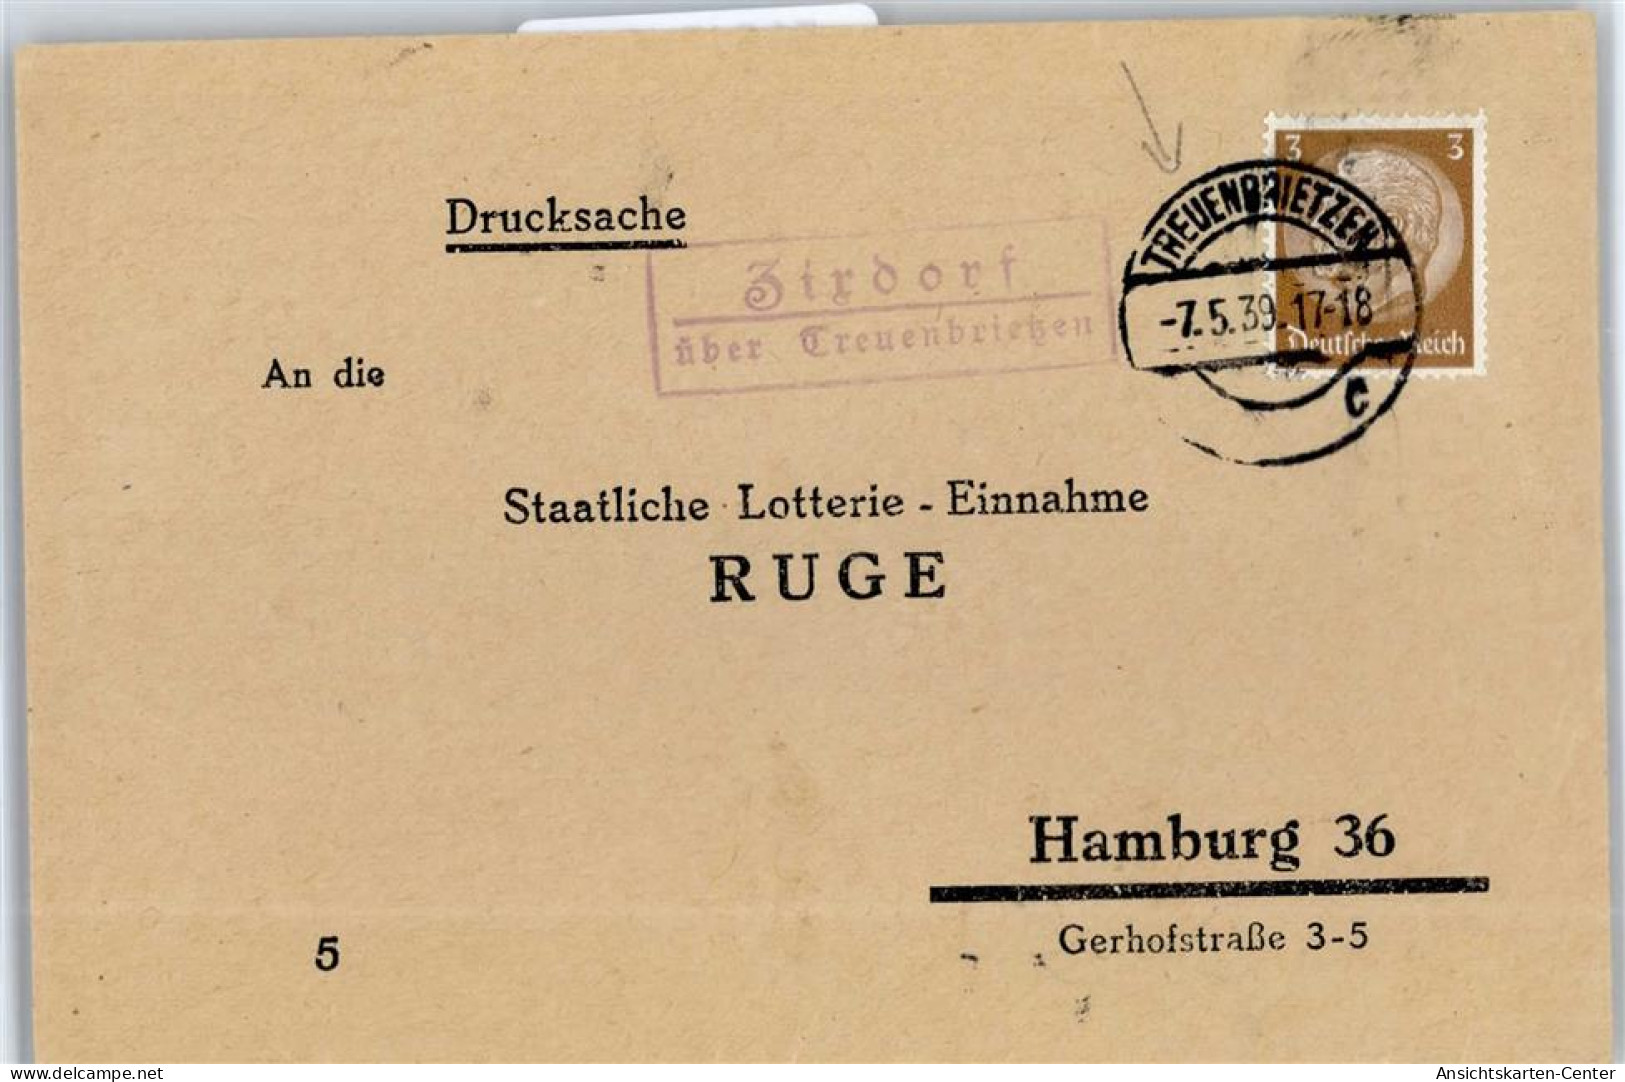 3 3
TREUENBRIETZEN
-7.5.39.17-18
Deutsches Reich
c
Drucksache
Zixdorf
über Treuenbrietzen
An die
Staatliche Lotterie - Einnahme
RUGE
Hamburg 36
Gerhofstraße 3-5
5
delcampe.net
Ansichtskarten-Center